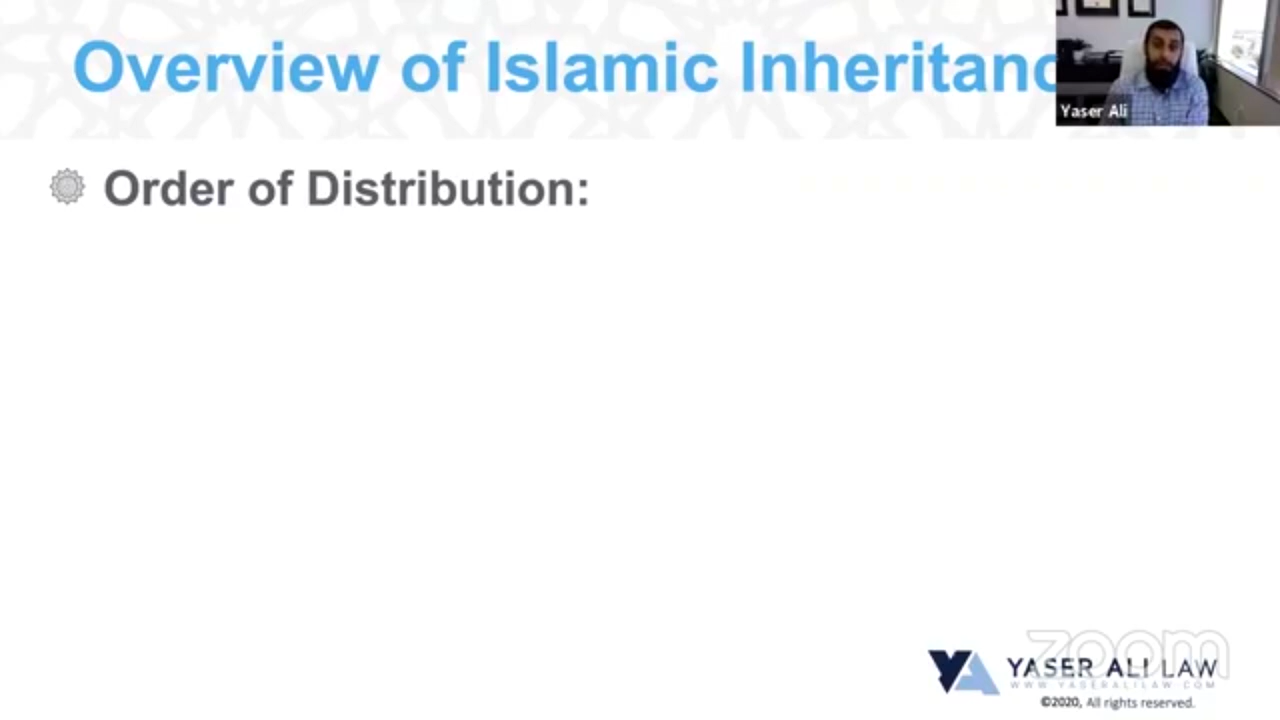 Overview of Islamic Inheritanc
Yaser Ali
Order of Distribution:
zoom
YASER ALI LAW
WWW.YASERALILAW.COM
©2020, All rights reserved.